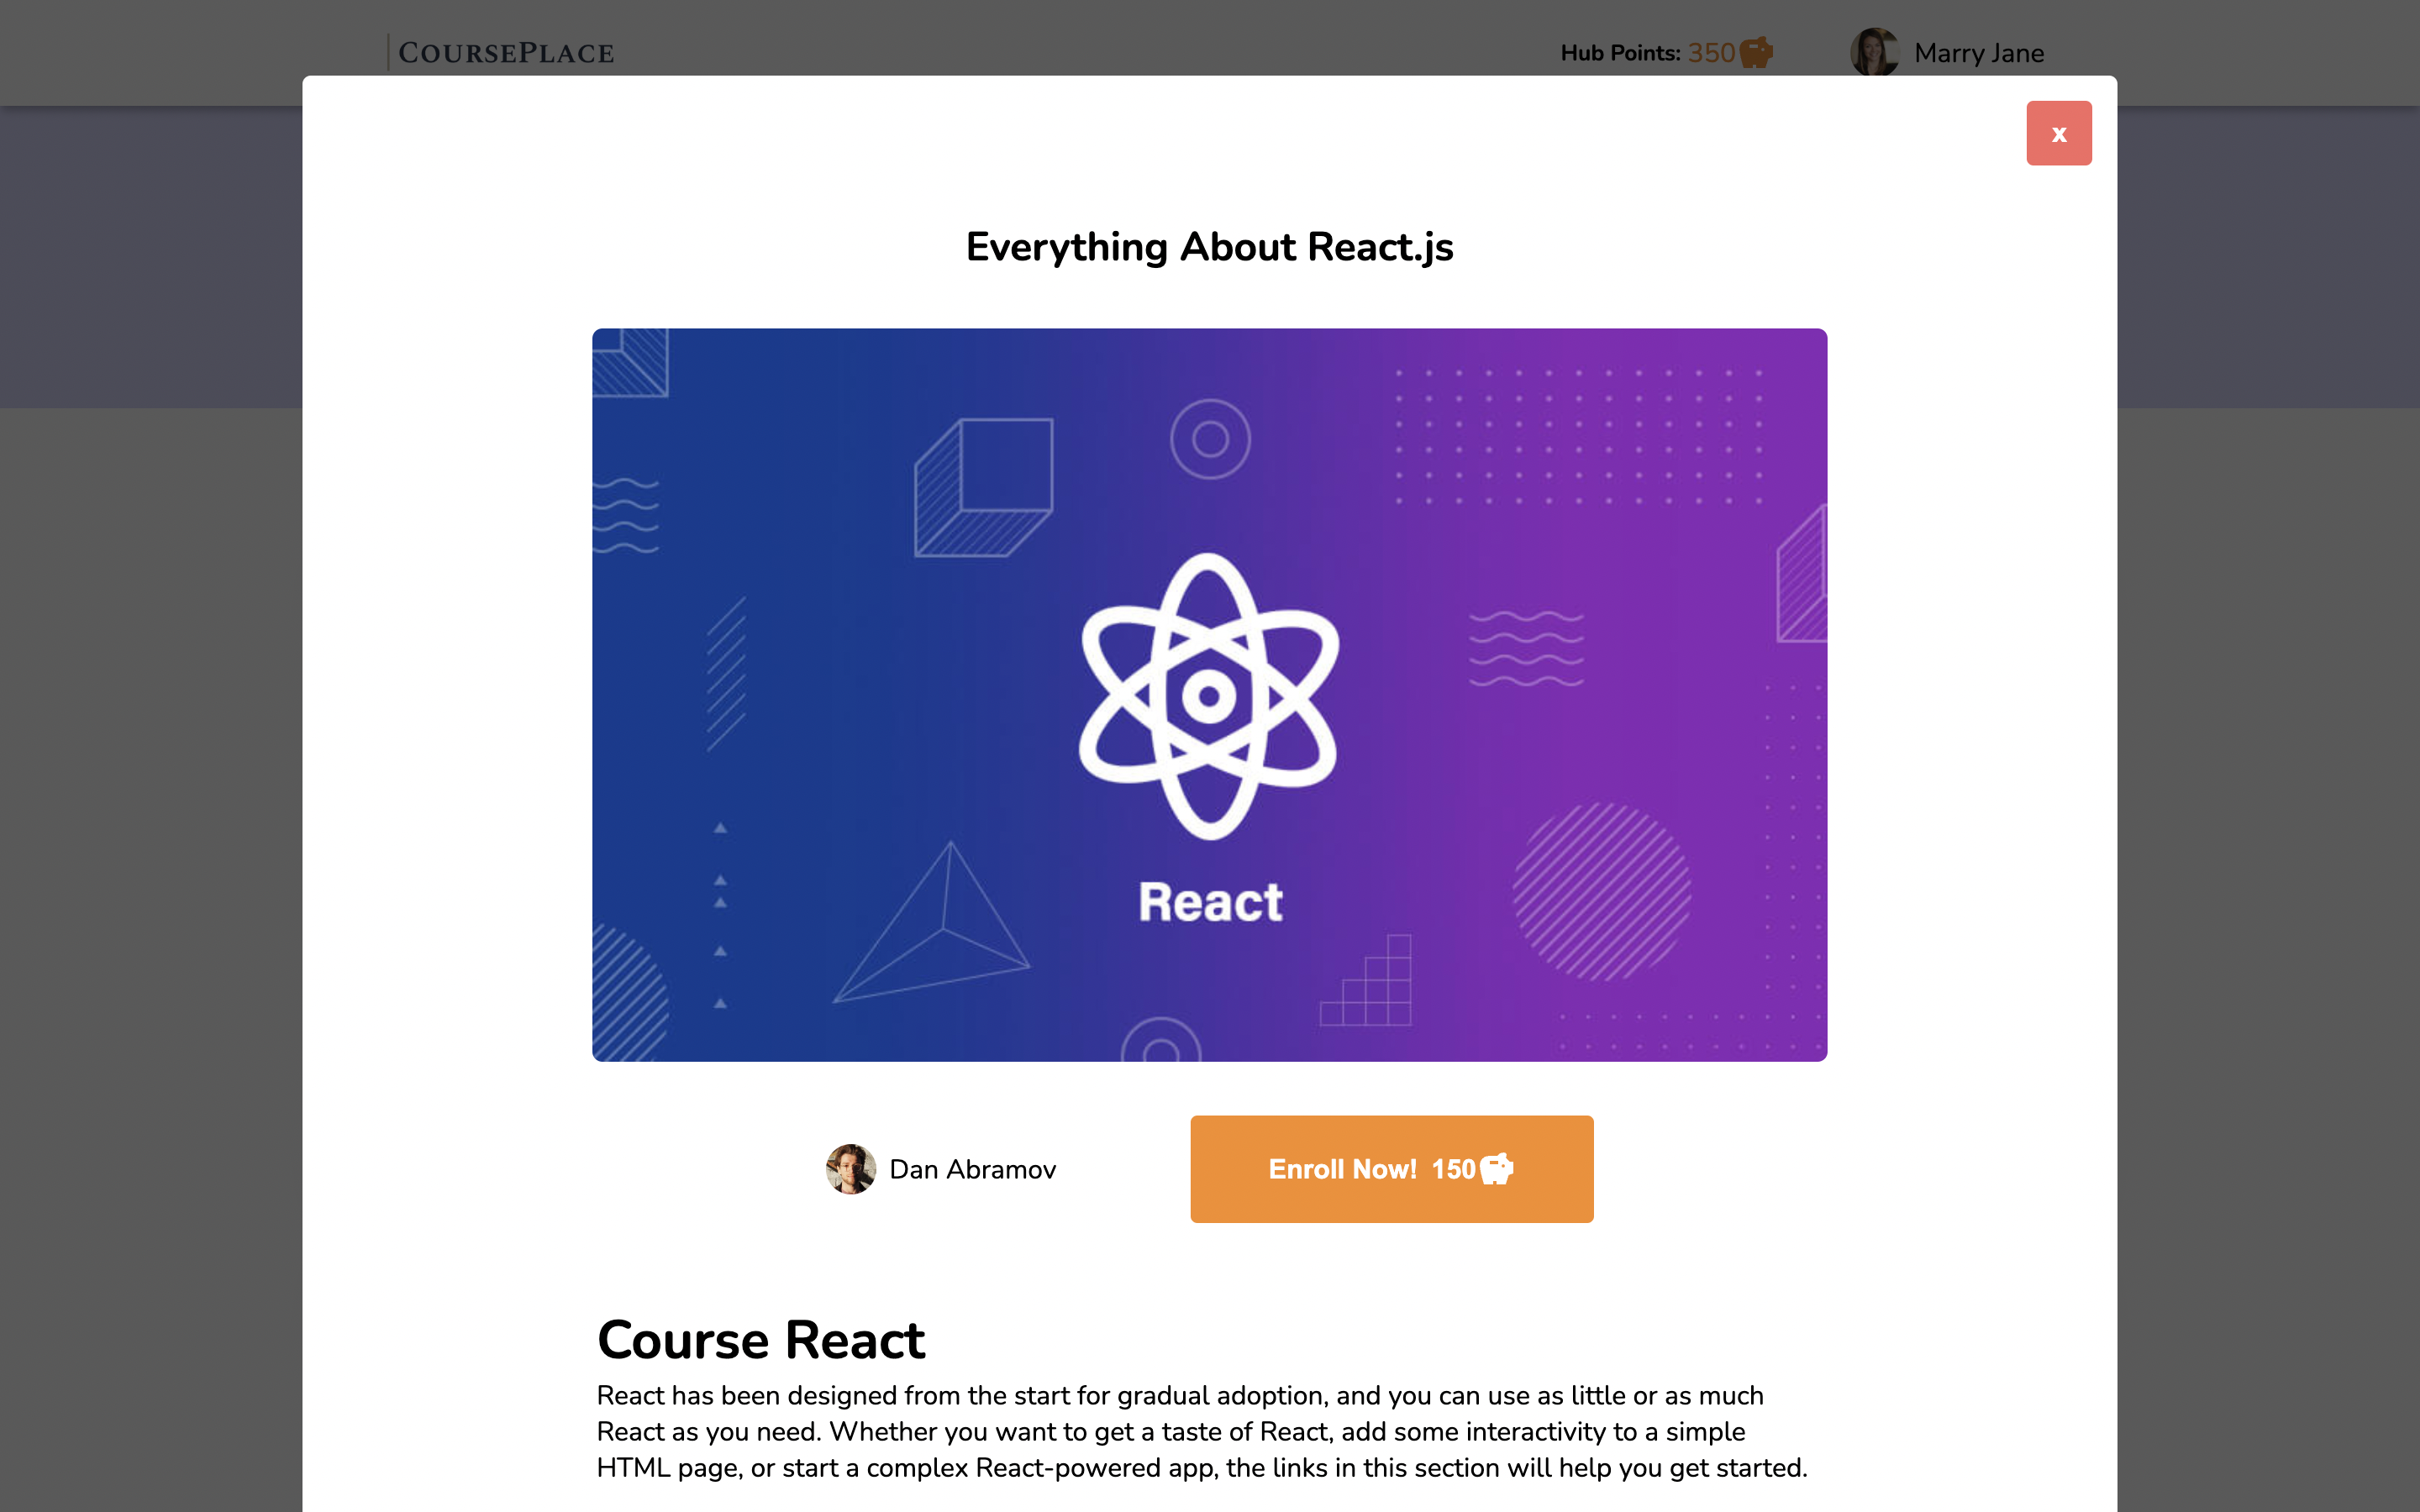 COURSEPLACE
Hub Points: 350
Marry Jane
x
Everything About React.js
React
Dan Abramov
Enroll Now! 150
Course React
React has been designed from the start for gradual adoption, and you can use as little or as much
React as you need. Whether you want to get a taste of React, add some interactivity to a simple
HTML page, or start a complex React-powered app, the links in this section will help you get started.